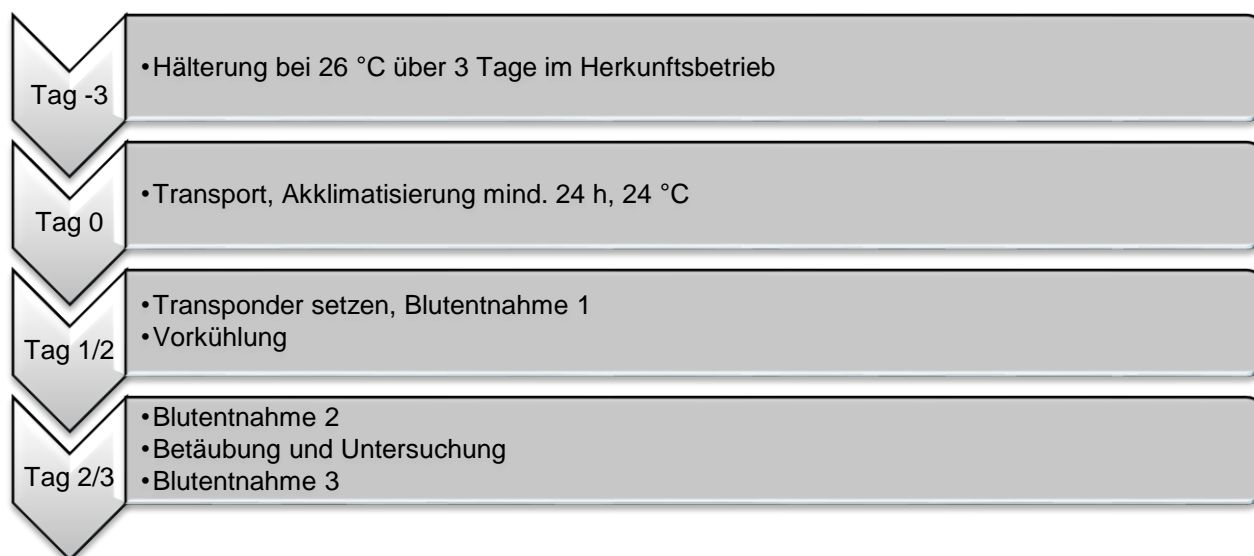 Tag -3
•Hälterung bei 26 °C über 3 Tage im Herkunftsbetrieb
Tag 0
•Transport, Akklimatisierung mind. 24 h, 24 °C
Tag 1/2
•Transponder setzen, Blutentnahme 1
•Vorkühlung
Tag 2/3
•Blutentnahme 2
•Betäubung und Untersuchung
•Blutentnahme 3